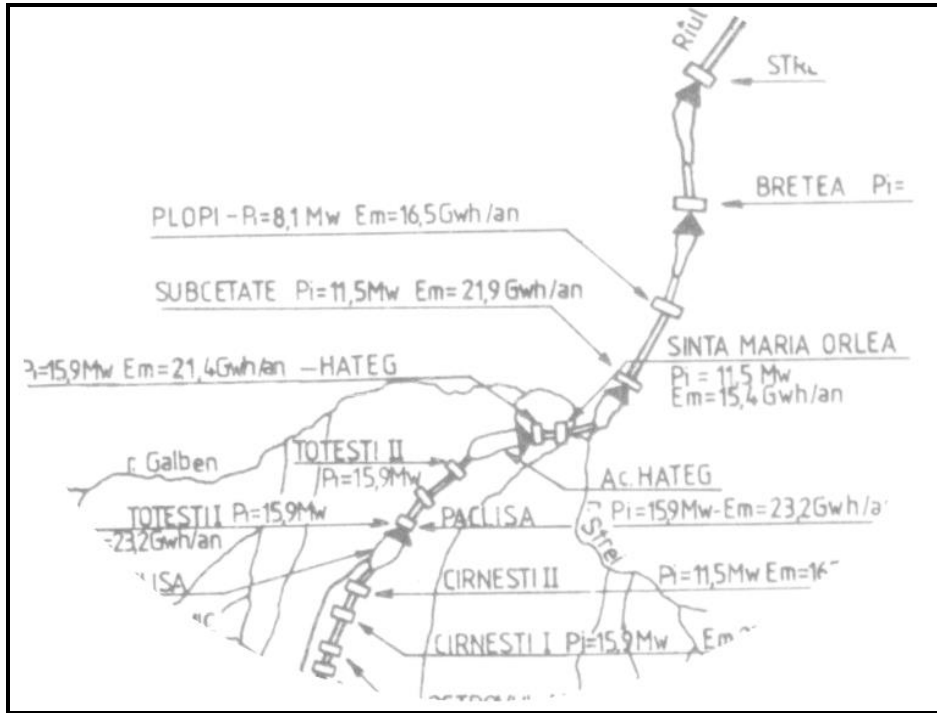 Riul
BRETEA Pi=
PLOPI - Pi=8,1 Mw Em=16,5 Gwh/an
SUBCETATE Pi=11,5Mw Em=21,9 Gwh/an
SINTA MARIA ORLEA
Pi = 11,5 Mw
Em=15,4 Gwh/an
Pi=15,9Mw Em=21,4Gwh/an — HATEG
r. Galben
TOTESTI II
Pi=15,9Mw
Ac. HATEG
TOTESTI I Pi=15,9Mw
PACLISA Pi=15,9Mw-Em=23,2Gwh/a
=23,2Gwh/an
r. Strei
CIRNESTI II Pi=11,5Mw Em=16
CIRNESTI I Pi=15,9Mw Em